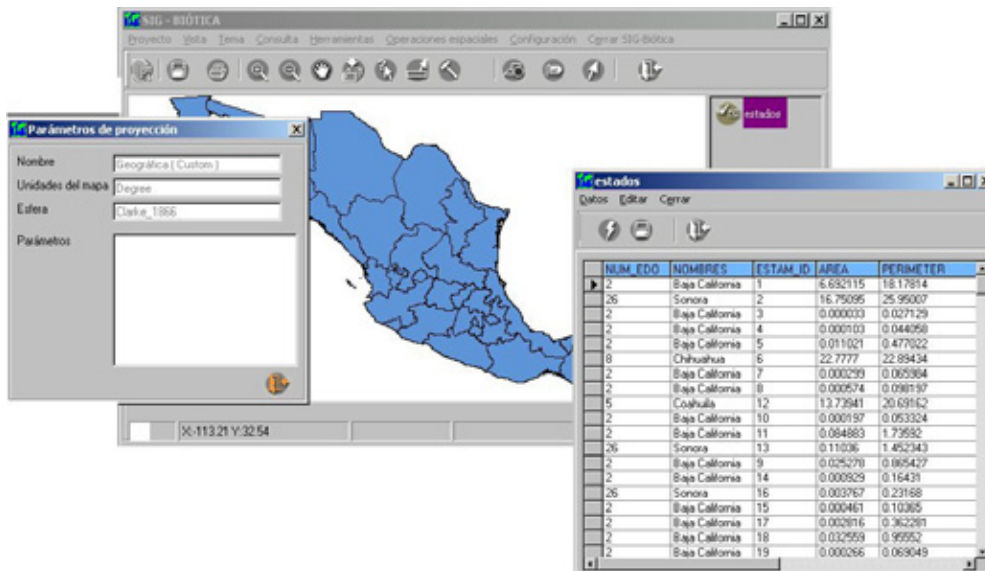 SIG - BIÓTICA
Proyecto Vista Tema Consulta Herramientas Operaciones espaciales Configuración Cerrar SIG-Biótica
estados
Parámetros de proyección
Nombre Geográfica ( Custom )
Unidades del mapa Degree
Esfera Clarke_1866
Parámetros
X:-113.21 Y:32.54
estados
Datos Editar Cerrar
NUM_EDO NOMBRES ESTAM_ID AREA PERIMETER
2 Baja California 1 6.692115 18.17814
26 Sonora 2 16.75095 25.95007
2 Baja California 3 0.000033 0.027129
2 Baja California 4 0.000103 0.044058
2 Baja California 5 0.011021 0.477022
8 Chihuahua 6 22.7777 22.89434
2 Baja California 7 0.000299 0.065984
2 Baja California 8 0.000574 0.098197
5 Coahuila 12 13.73941 20.69162
2 Baja California 10 0.000197 0.053324
2 Baja California 11 0.084883 1.73592
26 Sonora 13 0.11036 1.452343
2 Baja California 9 0.025278 0.865427
2 Baja California 14 0.000929 0.16431
26 Sonora 16 0.003767 0.23168
2 Baja California 15 0.000461 0.10365
2 Baja California 17 0.002816 0.362281
2 Baja California 18 0.032559 0.95552
2 Baja California 19 0.000266 0.069049